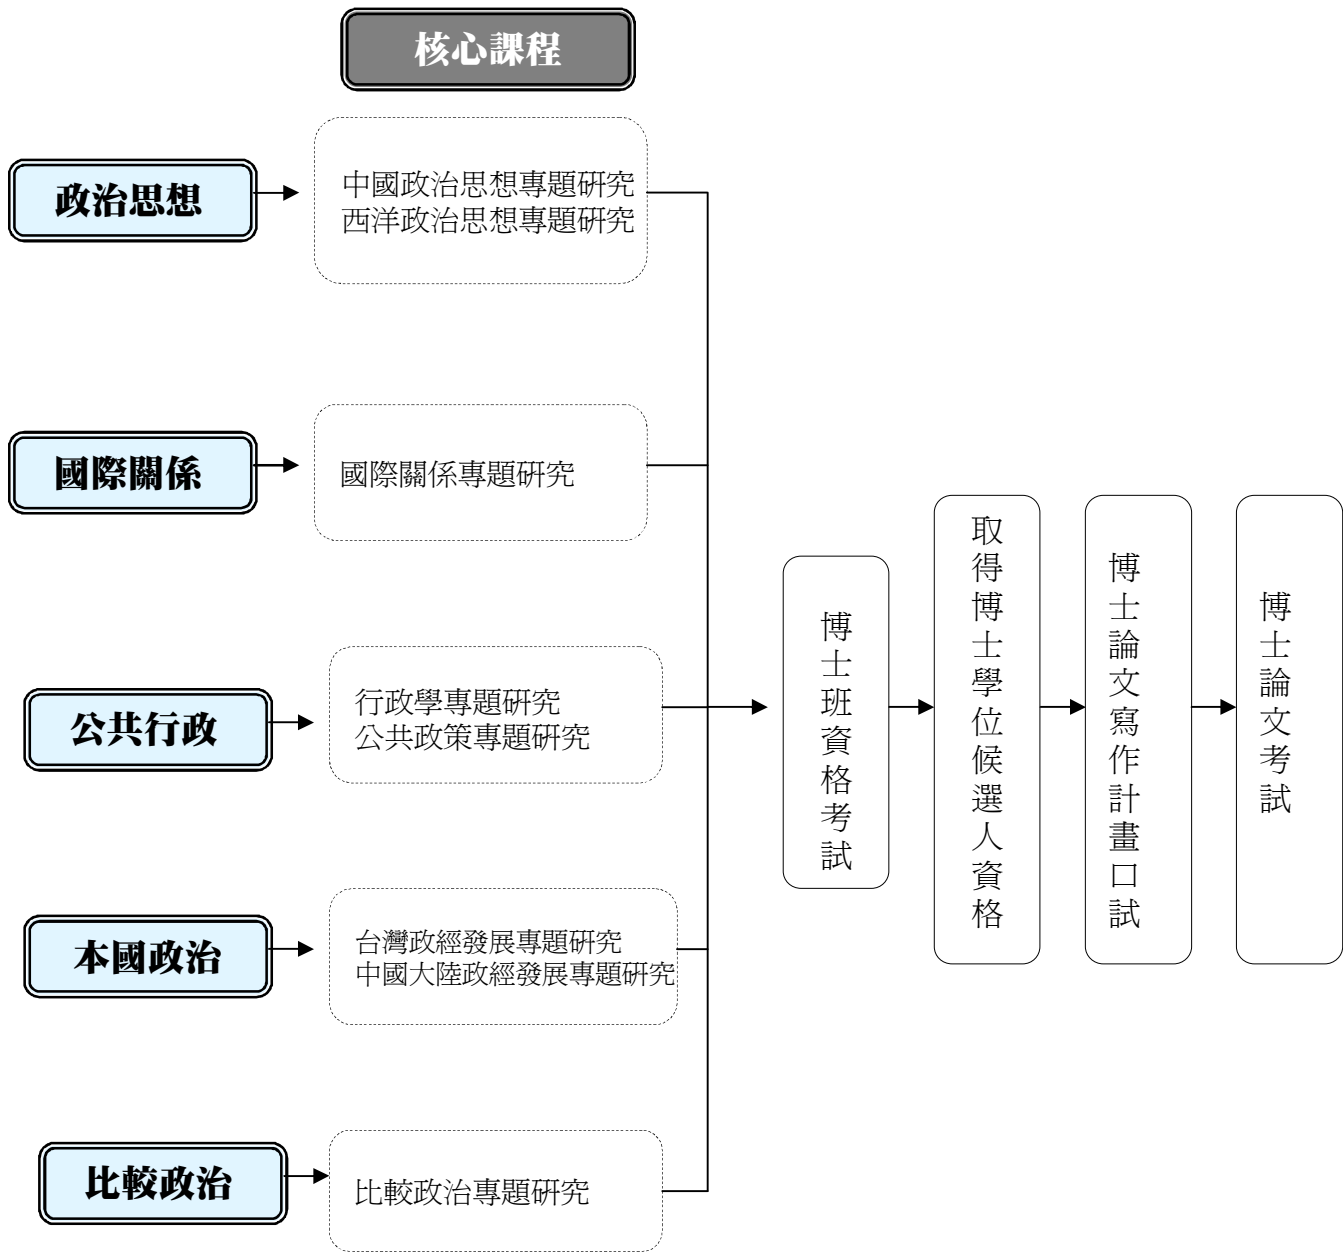 核心課程
政治思想
中國政治思想專題研究
西洋政治思想專題研究
國際關係
國際關係專題研究
公共行政
行政學專題研究
公共政策專題研究
本國政治
台灣政經發展專題研究
中國大陸政經發展專題研究
比較政治
比較政治專題研究
博士班資格考試
取得博士學位候選人資格
博士論文寫作計畫口試
博士論文考試